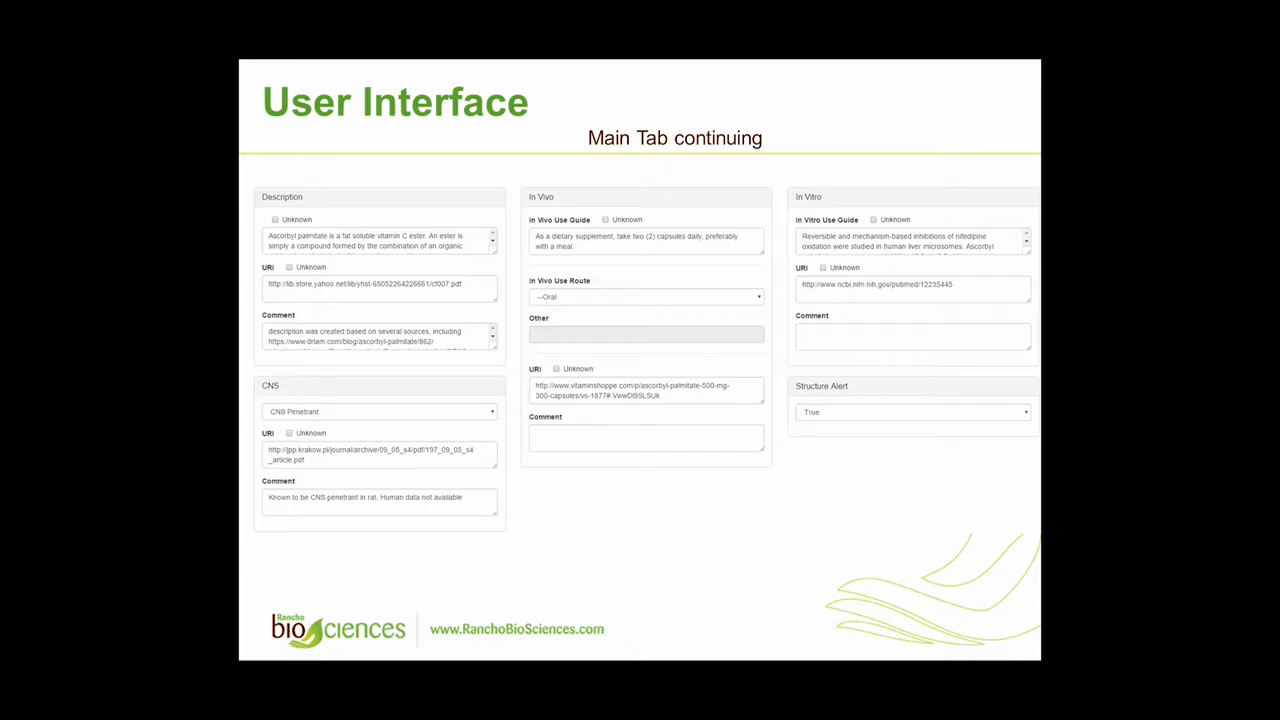 User Interface
Main Tab continuing
Description
Unknown
Ascorbyl palmitate is a fat soluble vitamin C ester. An ester is
simply a compound formed by the combination of an organic
URI Unknown
http://lib.store.yahoo.net/lib/yhst-65052264226661/cf007.pdf
Comment
description was created based on several sources, including
https://www.drlam.com/blog/ascorbyl-palmitate/862/
CNS
CNS Penetrant
URI Unknown
http://jpp.krakow.pl/journal/archive/09_05_s4/pdf/197_09_05_s4
_article.pdf
Comment
Known to be CNS penetrant in rat. Human data not available
In Vivo
In Vivo Use Guide Unknown
As a dietary supplement, take two (2) capsules daily, preferably
with a meal.
In Vivo Use Route
--Oral
Other
URI Unknown
http://www.vitaminshoppe.com/p/ascorbyl-palmitate-500-mg-
300-capsules/vs-1877#.VwwDl9SLSUk
Comment
In Vitro
In Vitro Use Guide Unknown
Reversible and mechanism-based inhibitions of nifedipine
oxidation were studied in human liver microsomes. Ascorbyl
URI Unknown
http://www.ncbi.nlm.nih.gov/pubmed/12235445
Comment
Structure Alert
True
Rancho
bioSciences
www.RanchoBioSciences.com